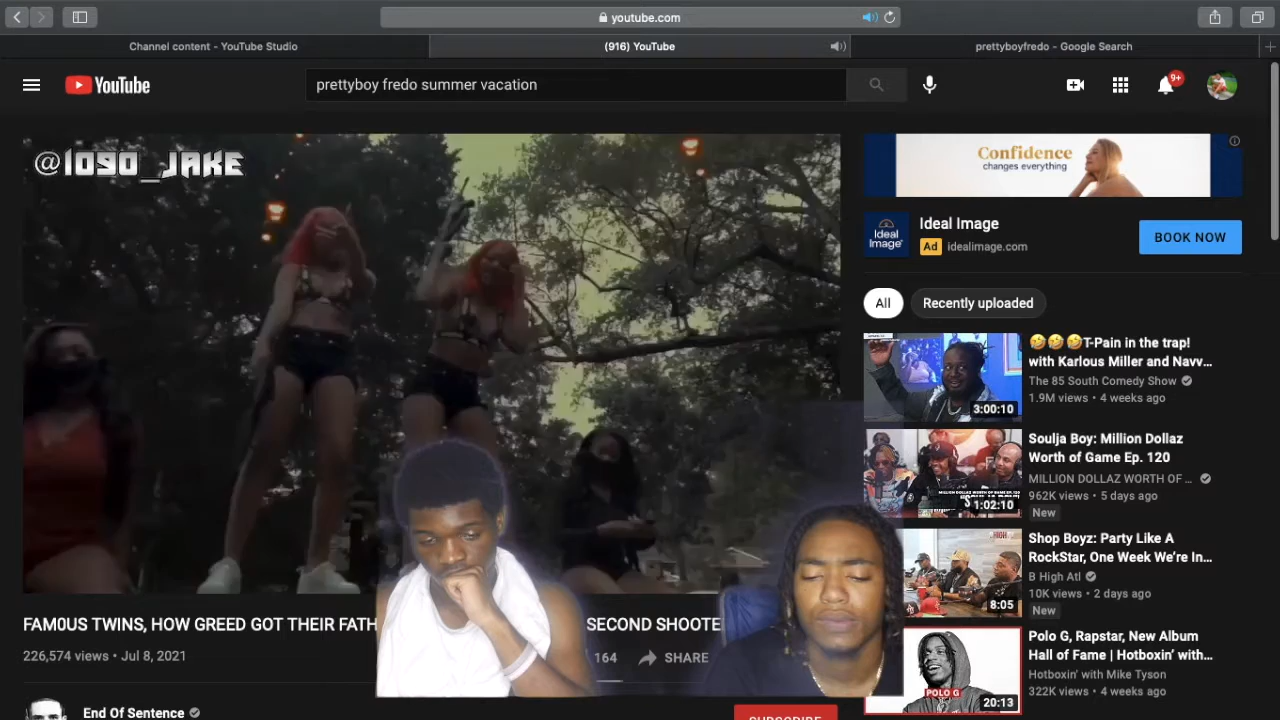 youtube.com
Channel content - YouTube Studio
(916) YouTube
prettyboyfredo - Google Search
YouTube
prettyboy fredo summer vacation
9+
@1090_JAKE
Confidence
changes everything
Ideal Image
Ideal
Image
Ad idealimage.com
BOOK NOW
All
Recently uploaded
🤣🤣🤣T-Pain in the trap!
with Karlous Miller and Navv...
The 85 South Comedy Show
1.9M views • 4 weeks ago
3:00:10
Soulja Boy: Million Dollaz
Worth of Game Ep. 120
MILLION DOLLAZ WORTH OF ...
962K views • 5 days ago
New
1:02:10
Shop Boyz: Party Like A
RockStar, One Week We're In...
B High Atl
10K views • 2 days ago
New
8:05
Polo G, Rapstar, New Album
Hall of Fame | Hotboxin' with...
Hotboxin' with Mike Tyson
322K views • 4 weeks ago
POLO G
20:13
FAM0US TWINS, HOW GREED GOT THEIR FATH
SECOND SHOOTE
226,574 views • Jul 8, 2021
164
SHARE
End Of Sentence
SUBSCRIBE